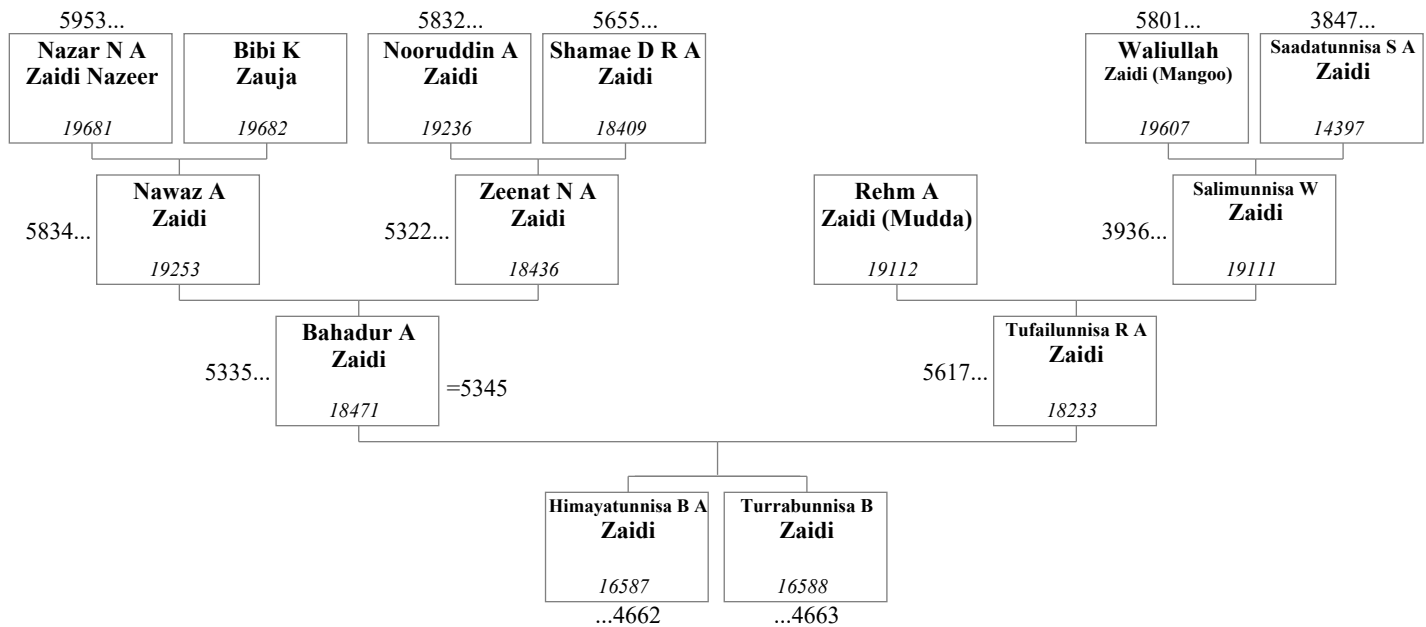 5953...
5832...
5655...
5801...
3847...
Nazar N A
Zaidi Nazeer
19681
Bibi K
Zauja
19682
Nooruddin A
Zaidi
19236
Shamae D R A
Zaidi
18409
Waliullah
Zaidi (Mangoo)
19607
Saadatunnisa S A
Zaidi
14397
5834...
Nawaz A
Zaidi
19253
5322...
Zeenat N A
Zaidi
18436
Rehm A
Zaidi (Mudda)
19112
3936...
Salimunnisa W
Zaidi
19111
5335...
Bahadur A
Zaidi
18471
=5345
5617...
Tufailunnisa R A
Zaidi
18233
Himayatunnisa B A
Zaidi
16587
...4662
Turrabunnisa B
Zaidi
16588
...4663